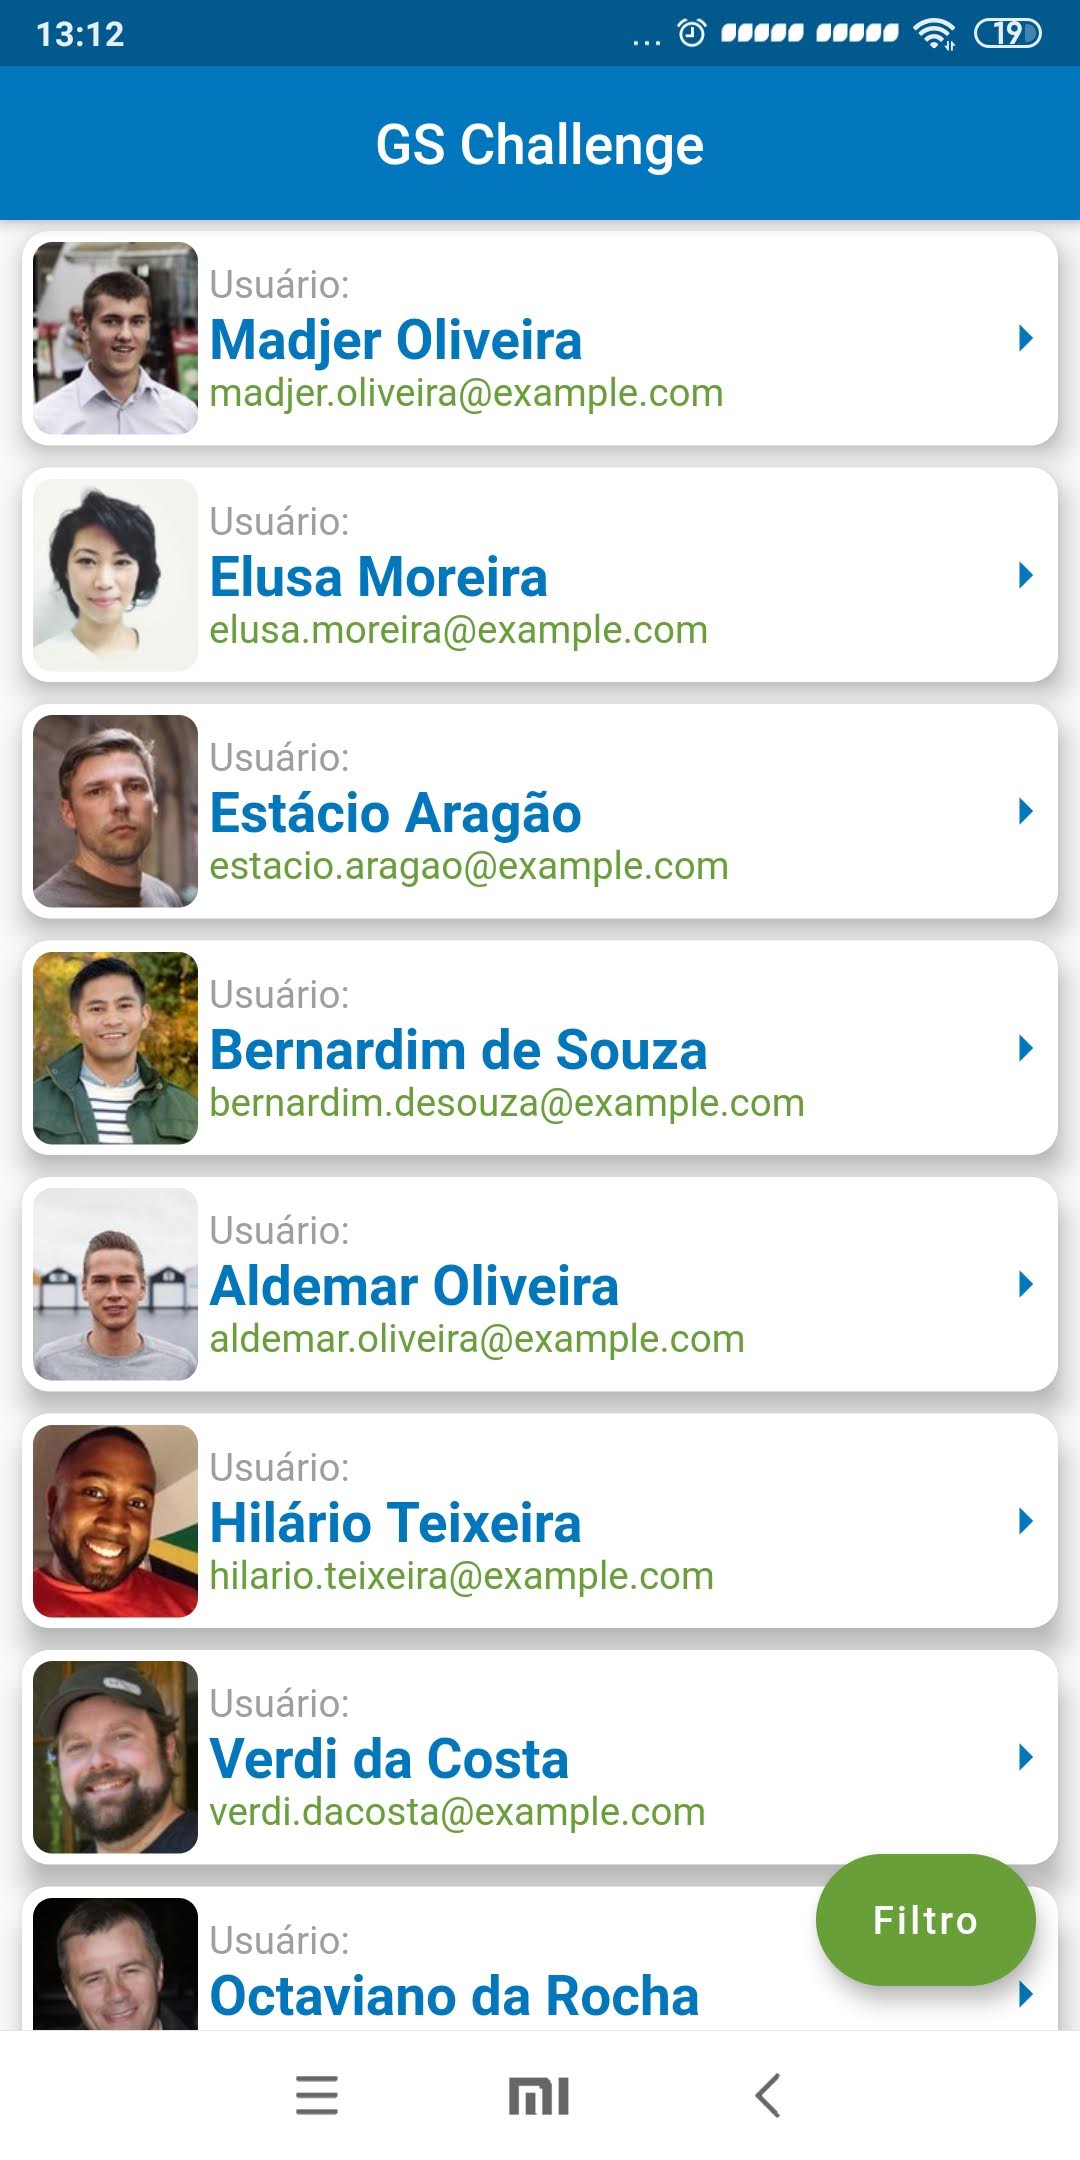 13:12
... 19
GS Challenge
Usuário:
Madjer Oliveira
madjer.oliveira@example.com
Usuário:
Elusa Moreira
elusa.moreira@example.com
Usuário:
Estácio Aragão
estacio.aragao@example.com
Usuário:
Bernardim de Souza
bernardim.desouza@example.com
Usuário:
Aldemar Oliveira
aldemar.oliveira@example.com
Usuário:
Hilário Teixeira
hilario.teixeira@example.com
Usuário:
Verdi da Costa
verdi.dacosta@example.com
Filtro
Usuário:
Octaviano da Rocha